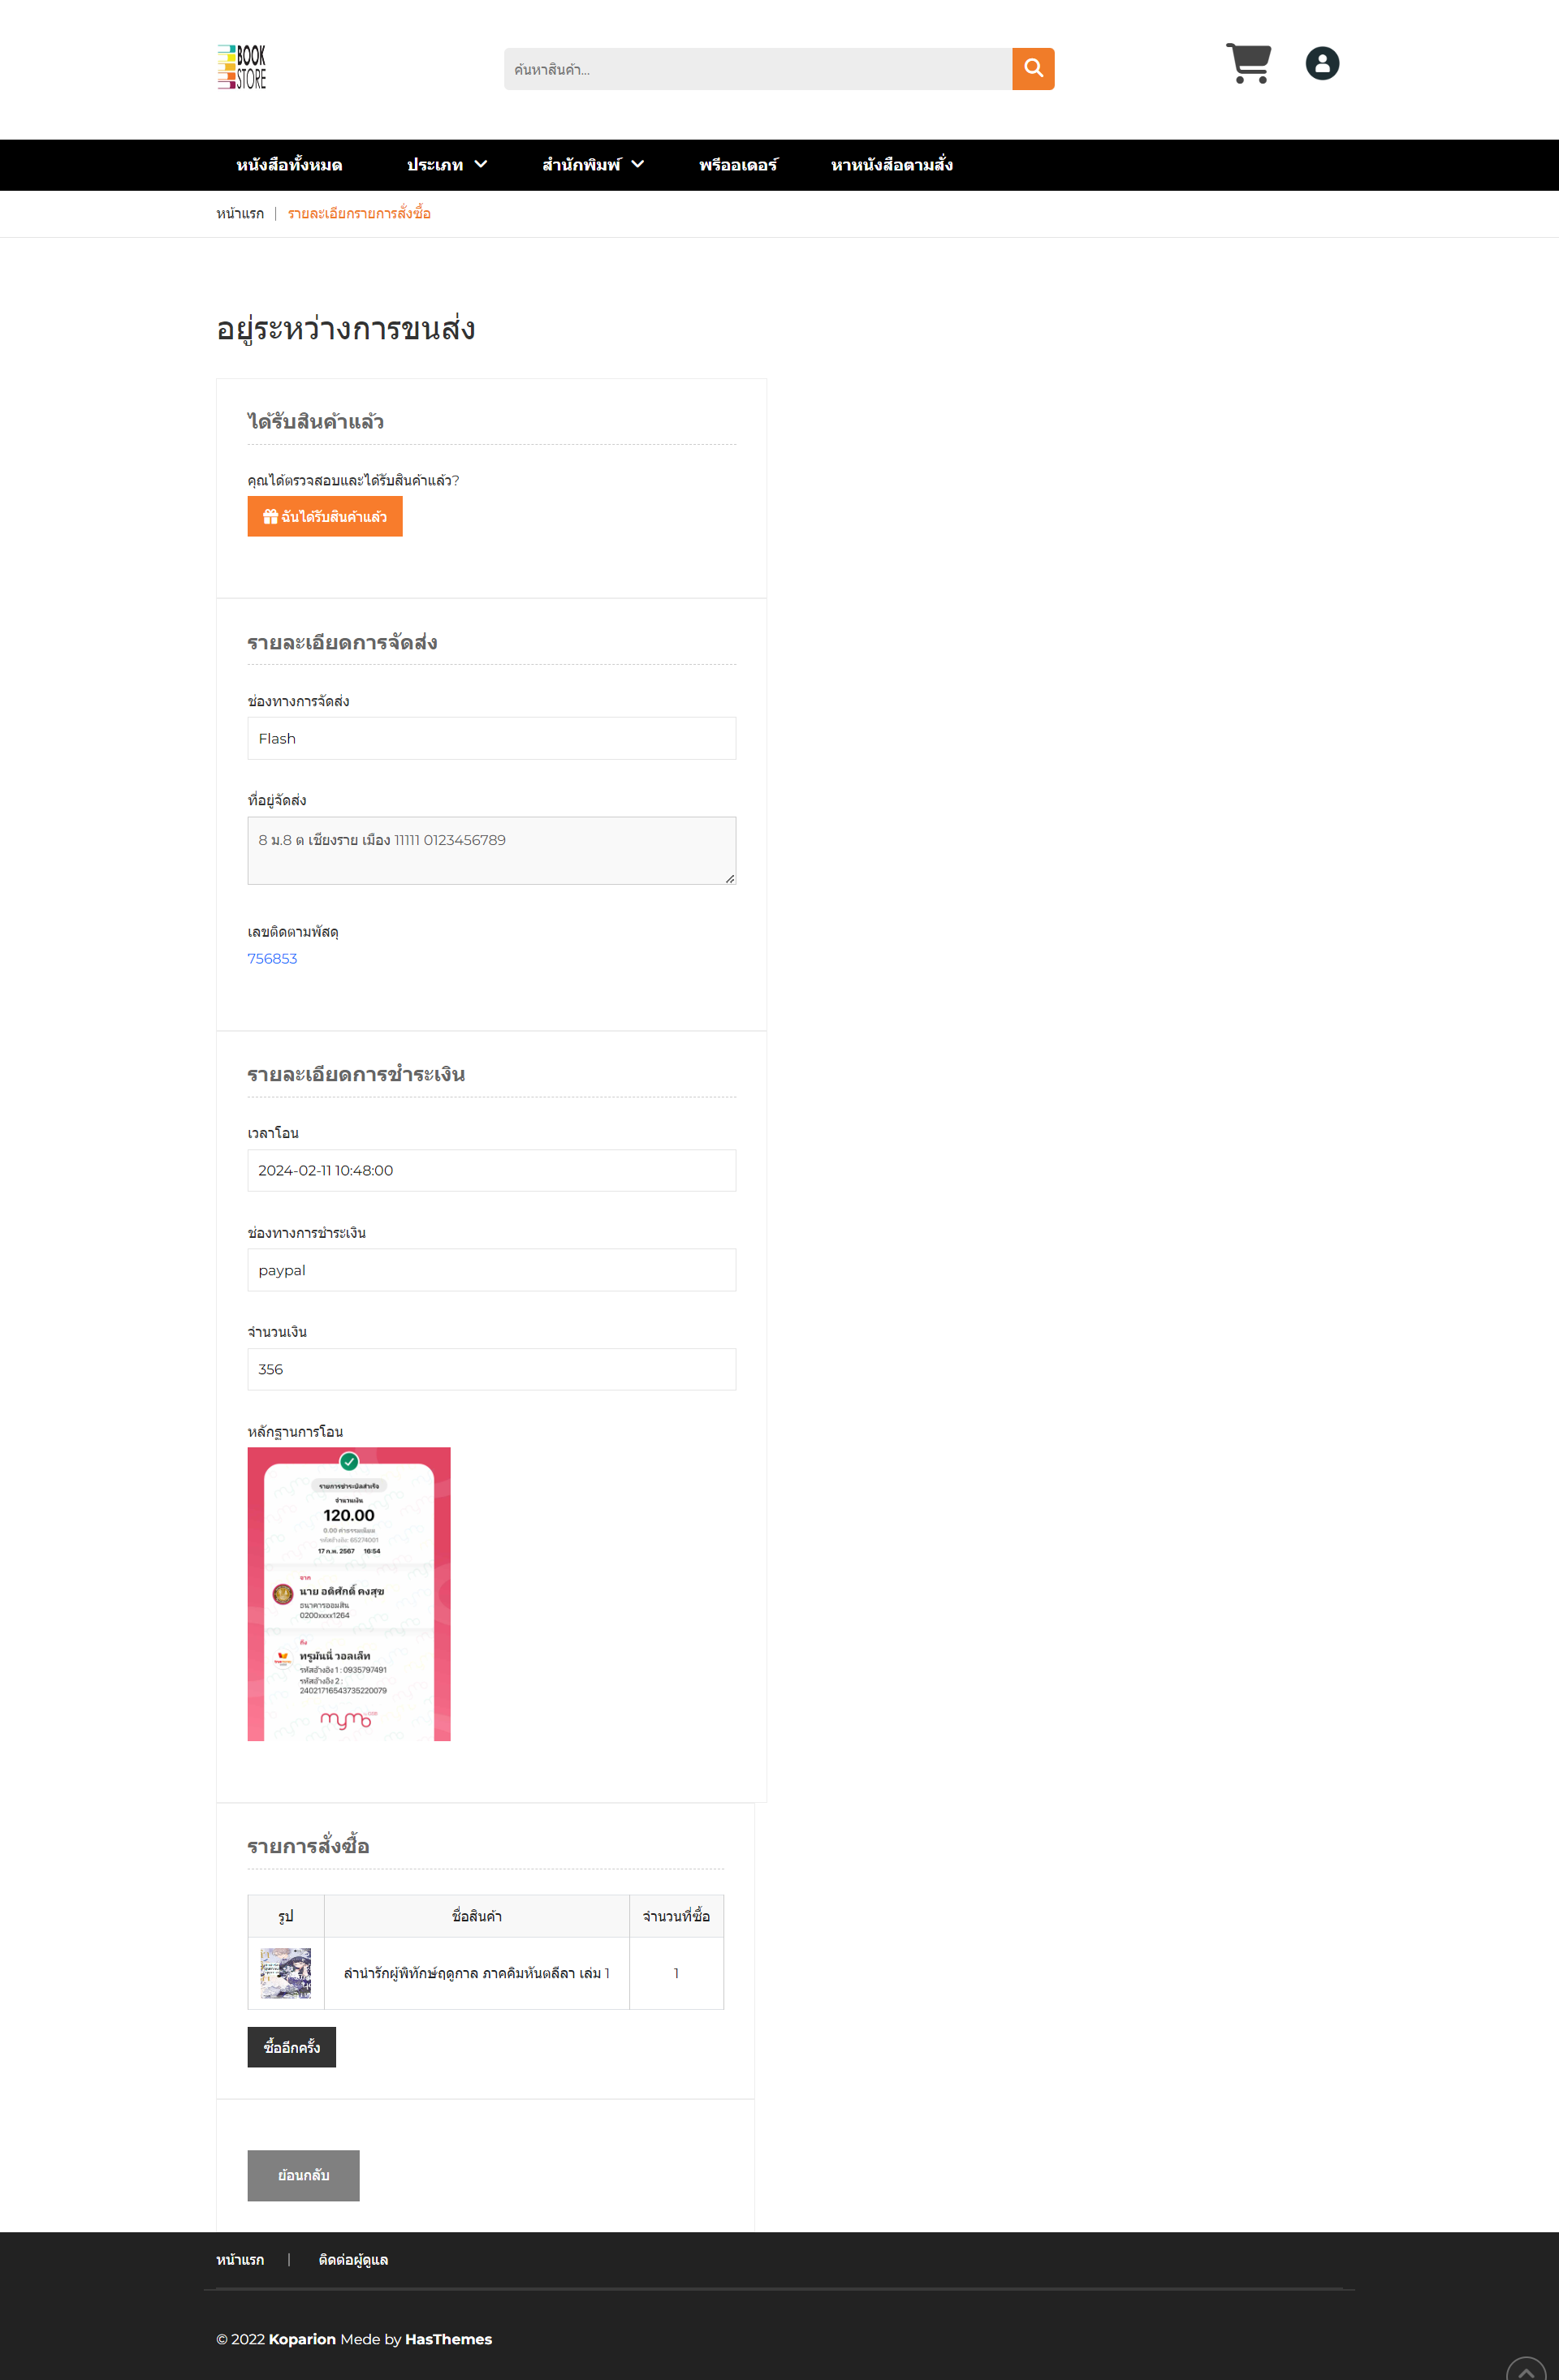 BOOK
STORE
ค้นหาสินค้า...
หนังสือทั้งหมด ประเภท สำนักพิมพ์ พรีออเดอร์ หาหนังสือตามสั่ง
หน้าแรก | รายละเอียกรายการสั่งซื้อ
อยู่ระหว่างการขนส่ง
ได้รับสินค้าแล้ว
คุณได้ตรวจสอบและได้รับสินค้าแล้ว?
ฉันได้รับสินค้าแล้ว
รายละเอียดการจัดส่ง
ช่องทางการจัดส่ง
Flash
ที่อยู่จัดส่ง
8 ม.8 ต เชียงราย เมือง 11111 0123456789
เลขติดตามพัสดุ
756853
รายละเอียดการชำระเงิน
เวลาโอน
2024-02-11 10:48:00
ช่องทางการชำระเงิน
paypal
จำนวนเงิน
356
หลักฐานการโอน
รายการชำระบิลสำเร็จ
จำนวนเงิน
120.00
0.00 ค่าธรรมเนียม
รหัสอ้างอิง: 65274001
17 ก.พ. 2567 16:54
จาก
นาย อดิศักดิ์ คงสุข
ธนาคารออมสิน
0200xxxx1264
ถึง
ทรูมันนี่ วอลเล็ท
รหัสอ้างอิง 1 : 0935797491
รหัสอ้างอิง 2 :
24021716543735220079
mymo
รายการสั่งซื้อ
รูป ชื่อสินค้า จำนวนที่ซื้อ
ลำนำรักผู้พิทักษ์ฤดูกาล ภาคคิมหันตลีลา เล่ม 1 1
ซื้ออีกครั้ง
ย้อนกลับ
หน้าแรก | ติดต่อผู้ดูแล
© 2022 Koparion Mede by HasThemes